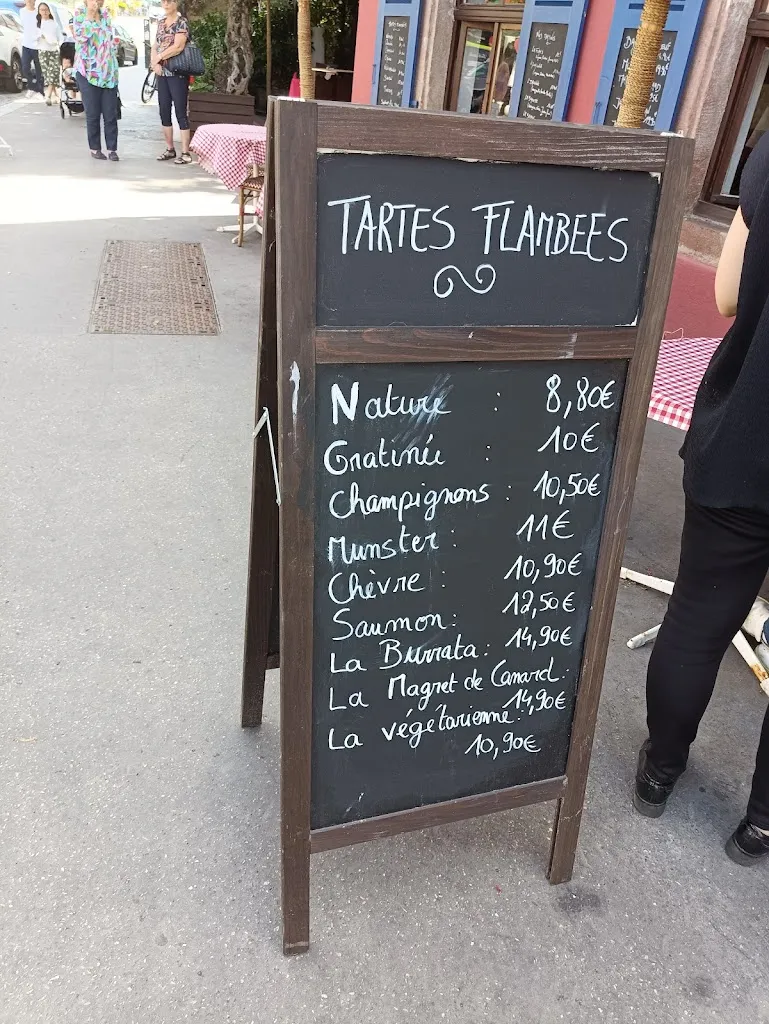 TARTES FLAMBEES
Nature : 8,80€
Gratinée : 10€
Champignons : 10,50€
Munster : 11€
Chèvre : 10,90€
Saumon : 12,50€
La Burrata : 14,90€
La Magret de Canard :
14,90€
La végétarienne :
10,90€